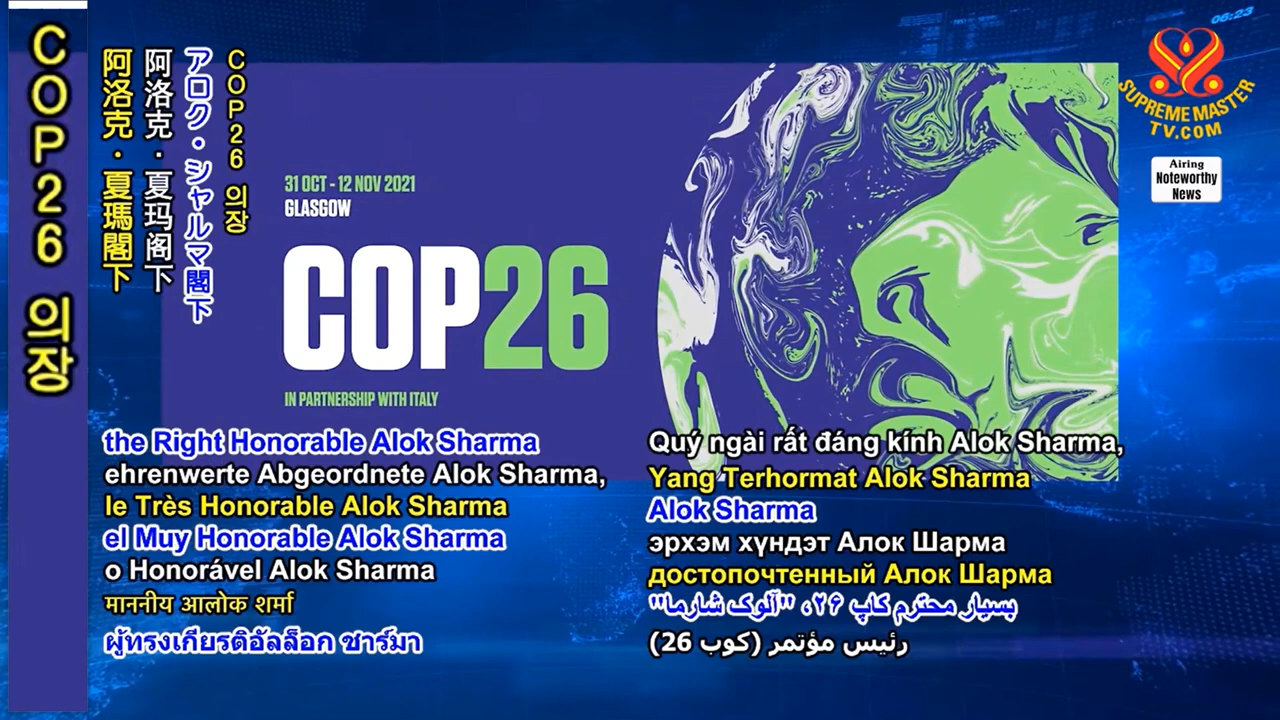 COP26 의장
阿洛克·夏瑪閣下
阿洛克·夏玛阁下
アロク・シャルマ閣下
COP26 의장
06:23
SUPREME MASTER
TV.COM
Airing
Noteworthy
News
31 OCT - 12 NOV 2021
GLASGOW
COP26
IN PARTNERSHIP WITH ITALY
the Right Honorable Alok Sharma
ehrenwerte Abgeordnete Alok Sharma,
le Très Honorable Alok Sharma
el Muy Honorable Alok Sharma
o Honorável Alok Sharma
माननीय आलोक शर्मा
ผู้ทรงเกียรติอัลล็อก ชาร์มา
Quý ngài rất đáng kính Alok Sharma,
Yang Terhormat Alok Sharma
Alok Sharma
эрхэм хүндэт Алок Шарма
достопочтенный Алок Шарма
بسیار محترم کاپ ۲۶، "آلوک شارما"
رئيس مؤتمر (كوب 26)